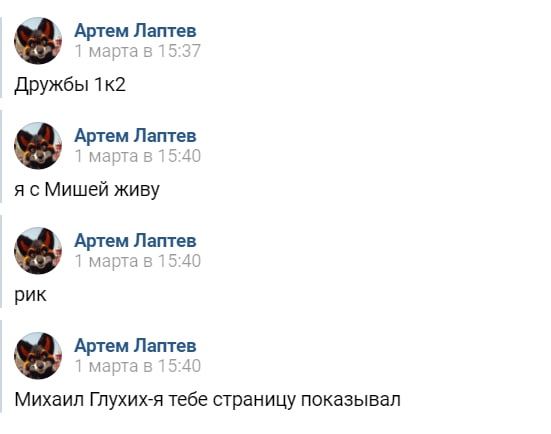 Артем Лаптев
1 марта в 15:37
Дружбы 1к2
Артем Лаптев
1 марта в 15:40
я с Мишей живу
Артем Лаптев
1 марта в 15:40
рик
Артем Лаптев
1 марта в 15:40
Михаил Глухих-я тебе страницу показывал